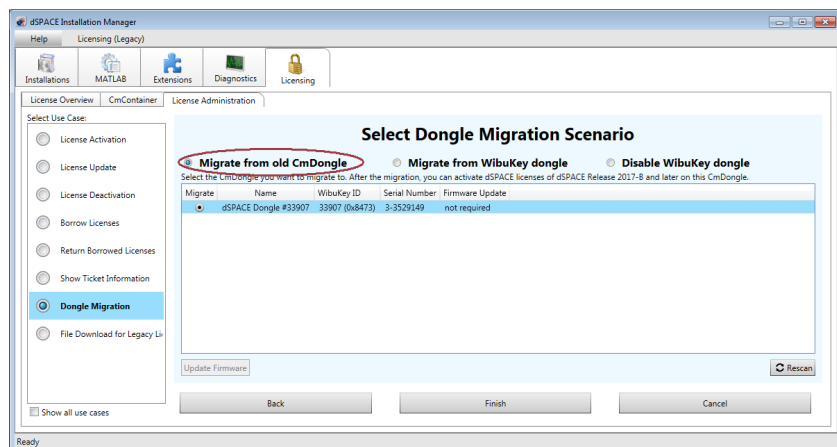 dSPACE Installation Manager
Help Licensing (Legacy)
Installations MATLAB Extensions Diagnostics Licensing
License Overview CmContainer License Administration
Select Use Case:
License Activation
License Update
License Deactivation
Borrow Licenses
Return Borrowed Licenses
Show Ticket Information
Dongle Migration
File Download for Legacy Li
Show all use cases
Select Dongle Migration Scenario
Migrate from old CmDongle Migrate from WibuKey dongle Disable WibuKey dongle
Select the CmDongle you want to migrate to. After the migration, you can activate dSPACE licenses of dSPACE Release 2017-B and later on this CmDongle.
Migrate Name WibuKey ID Serial Number Firmware Update
dSPACE Dongle #33907 33907 (0x8473) 3-3529149 not required
Update Firmware Rescan
Back Finish Cancel
Ready